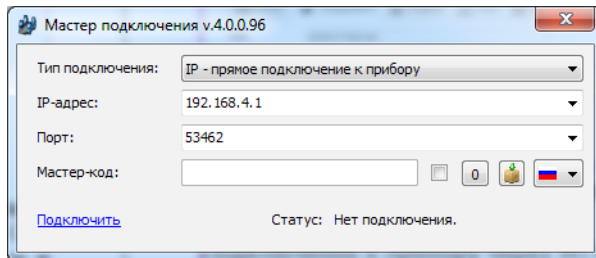 Мастер подключения v.4.0.0.96
Тип подключения: IP - прямое подключение к прибору
IP-адрес: 192.168.4.1
Порт: 53462
Мастер-код: 0
Подключить Статус: Нет подключения.